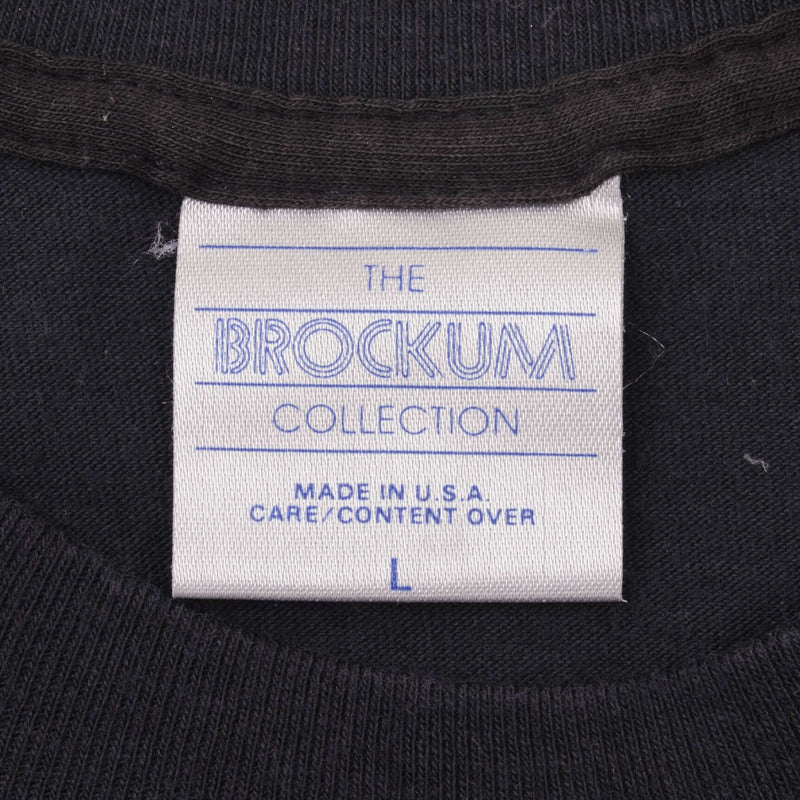 THE
BROCKUM
COLLECTION
MADE IN U.S.A.
CARE/CONTENT OVER
L